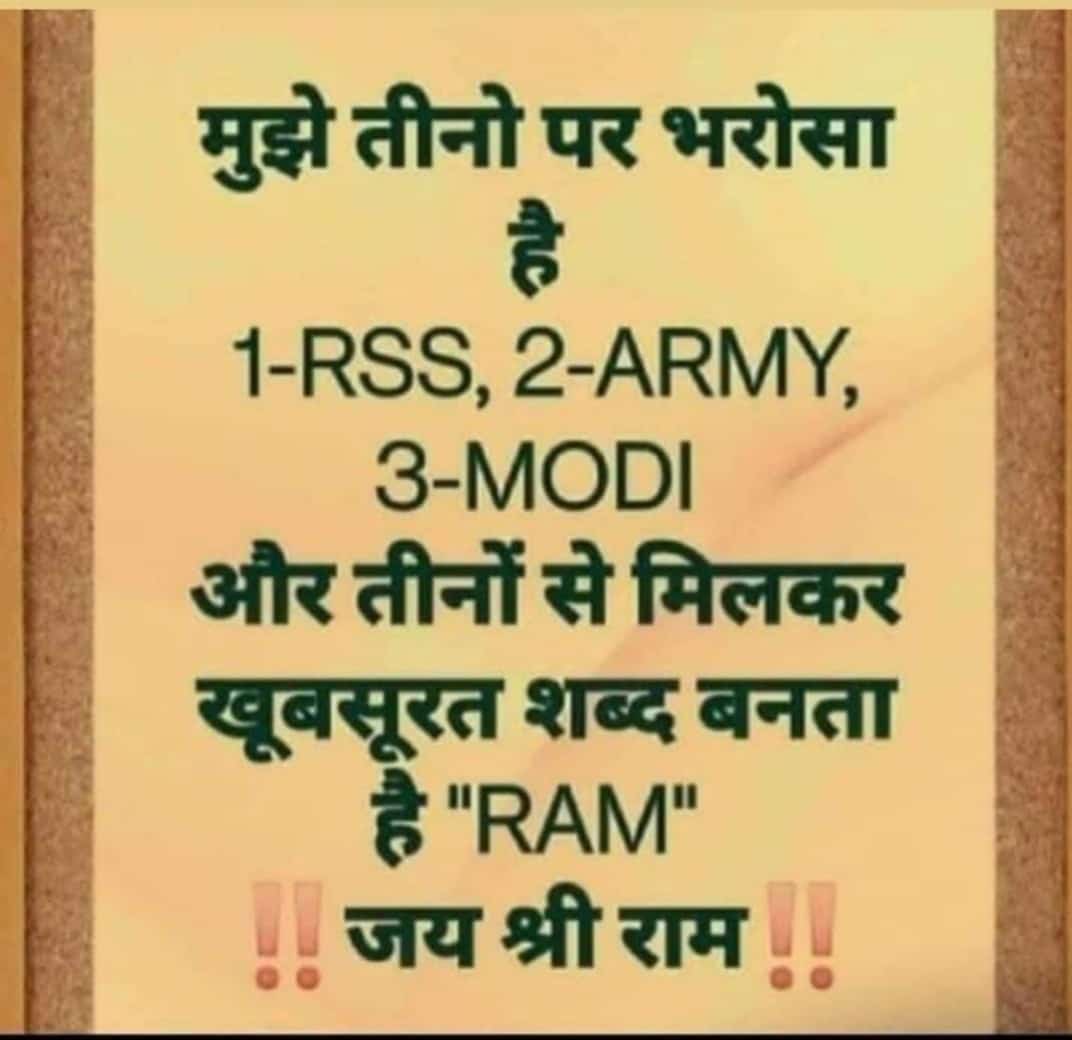 मुझे तीनो पर भरोसा
है
1-RSS, 2-ARMY,
3-MODI
और तीनों से मिलकर
खूबसूरत शब्द बनता
है "RAM"
‼️जय श्री राम‼️